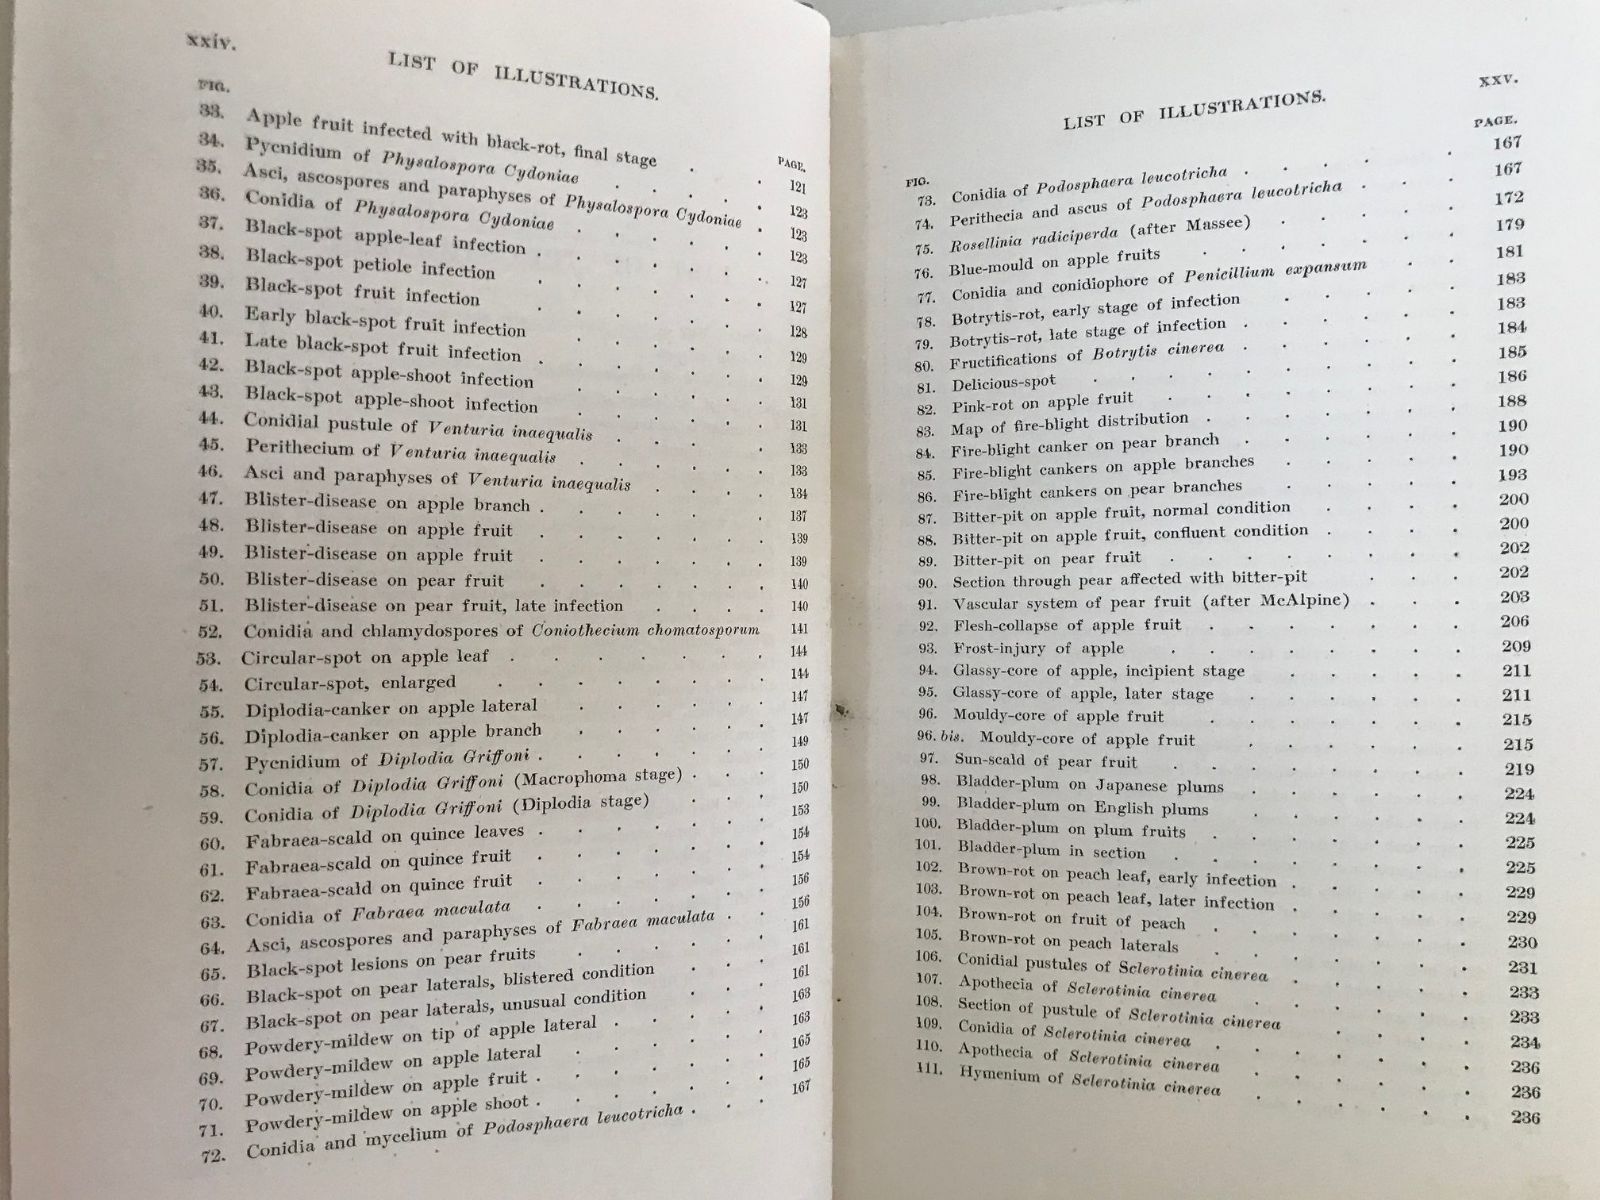 xxiv.
LIST OF ILLUSTRATIONS.
FIG. PAGE.
33. Apple fruit infected with black-rot, final stage . . 121
34. Pycnidium of Physalospora Cydoniae . . . . . 123
35. Asci, ascospores and paraphyses of Physalospora Cydoniae . 123
36. Conidia of Physalospora Cydoniae . . . . . 123
37. Black-spot apple-leaf infection . . . . . . 127
38. Black-spot petiole infection . . . . . . 127
39. Black-spot fruit infection . . . . . . 128
40. Early black-spot fruit infection . . . . . 129
41. Late black-spot fruit infection . . . . . . 129
42. Black-spot apple-shoot infection . . . . . 131
43. Black-spot apple-shoot infection . . . . . 131
44. Conidial pustule of Venturia inaequalis . . . . 133
45. Perithecium of Venturia inaequalis . . . . . 133
46. Asci and paraphyses of Venturia inaequalis . . . 134
47. Blister-disease on apple branch . . . . . . 137
48. Blister-disease on apple fruit . . . . . . 139
49. Blister-disease on apple fruit . . . . . . 139
50. Blister-disease on pear fruit . . . . . . 140
51. Blister-disease on pear fruit, late infection . . . . 140
52. Conidia and chlamydospores of Coniothecium chomatosporum 141
53. Circular-spot on apple leaf . . . . . . . 144
54. Circular-spot, enlarged . . . . . . . 144
55. Diplodia-canker on apple lateral . . . . . 147
56. Diplodia-canker on apple branch . . . . . 147
57. Pycnidium of Diplodia Griffoni . . . . . . 149
58. Conidia of Diplodia Griffoni (Macrophoma stage) . . . 150
59. Conidia of Diplodia Griffoni (Diplodia stage) . . . 150
60. Fabraea-scald on quince leaves . . . . . . 153
61. Fabraea-scald on quince fruit . . . . . . 154
62. Fabraea-scald on quince fruit . . . . . . 154
63. Conidia of Fabraea maculata . . . . . . 156
64. Asci, ascospores and paraphyses of Fabraea maculata . . 156
65. Black-spot lesions on pear fruits . . . . . 161
66. Black-spot on pear laterals, blistered condition . . . 161
67. Black-spot on pear laterals, unusual condition . . . 161
68. Powdery-mildew on tip of apple lateral . . . . 163
69. Powdery-mildew on apple lateral . . . . . 163
70. Powdery-mildew on apple fruit . . . . . . 165
71. Powdery-mildew on apple shoot . . . . . . 165
72. Conidia and mycelium of Podosphaera leucotricha . . . 167
xxv.
LIST OF ILLUSTRATIONS.
FIG. PAGE.
73. Conidia of Podosphaera leucotricha . . . . . 167
74. Perithecia and ascus of Podosphaera leucotricha . . . 167
75. Rosellinia radiciperda (after Massee) . . . . . 172
76. Blue-mould on apple fruits . . . . . . 179
77. Conidia and conidiophore of Penicillium expansum . . 181
78. Botrytis-rot, early stage of infection . . . . . 183
79. Botrytis-rot, late stage of infection . . . . . 183
80. Fructifications of Botrytis cinerea . . . . . 184
81. Delicious-spot . . . . . . . . 185
82. Pink-rot on apple fruit . . . . . . . 186
83. Map of fire-blight distribution . . . . . . 188
84. Fire-blight canker on pear branch . . . . . 190
85. Fire-blight cankers on apple branches . . . . . 190
86. Fire-blight cankers on pear branches . . . . . 193
87. Bitter-pit on apple fruit, normal condition . . . . 200
88. Bitter-pit on apple fruit, confluent condition . . . . 200
89. Bitter-pit on pear fruit . . . . . . . 202
90. Section through pear affected with bitter-pit . . . 202
91. Vascular system of pear fruit (after McAlpine) . . . 203
92. Flesh-collapse of apple fruit . . . . . . 206
93. Frost-injury of apple . . . . . . . 209
94. Glassy-core of apple, incipient stage . . . . . 211
95. Glassy-core of apple, later stage . . . . . 211
96. Mouldy-core of apple fruit . . . . . . 215
96. bis. Mouldy-core of apple fruit . . . . . . 215
97. Sun-scald of pear fruit . . . . . . . 219
98. Bladder-plum on Japanese plums . . . . . 224
99. Bladder-plum on English plums . . . . . 224
100. Bladder-plum on plum fruits . . . . . . 225
101. Bladder-plum in section . . . . . . . 225
102. Brown-rot on peach leaf, early infection . . . . . 229
103. Brown-rot on peach leaf, later infection . . . . . 229
104. Brown-rot on fruit of peach . . . . . . 230
105. Brown-rot on peach laterals . . . . . . 231
106. Conidial pustules of Sclerotinia cinerea . . . . . 233
107. Apothecia of Sclerotinia cinerea . . . . . 233
108. Section of pustule of Sclerotinia cinerea . . . . 234
109. Conidia of Sclerotinia cinerea . . . . . . 236
110. Apothecia of Sclerotinia cinerea . . . . . 236
111. Hymenium of Sclerotinia cinerea . . . . . 236